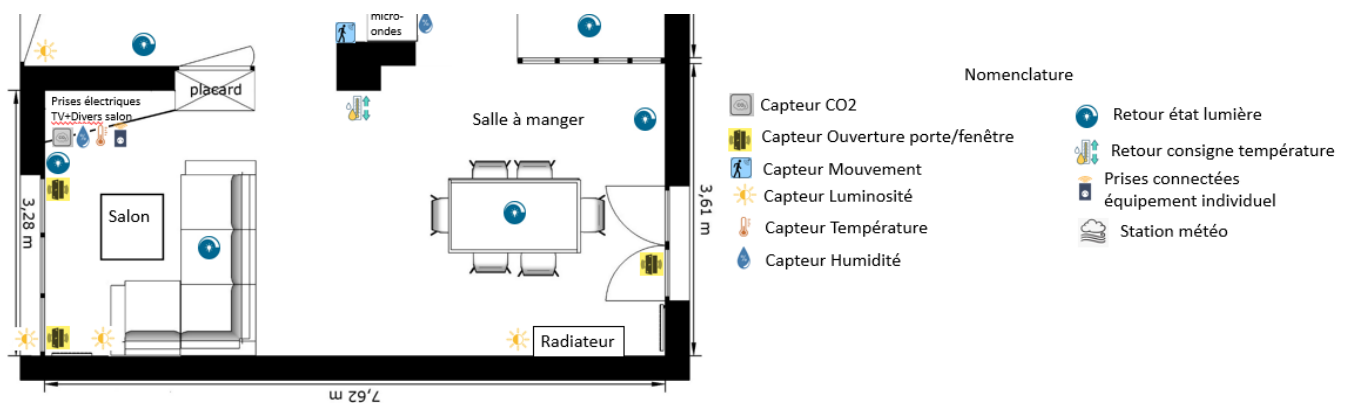 micro-
ondes
placard
Prises électriques
TV+Divers salon
Salle à manger
Salon
3,28 m
3,61 m
Radiateur
7,62 m
Nomenclature
Capteur CO2
Capteur Ouverture porte/fenêtre
Capteur Mouvement
Capteur Luminosité
Capteur Température
Capteur Humidité
Retour état lumière
Retour consigne température
Prises connectées
équipement individuel
Station météo